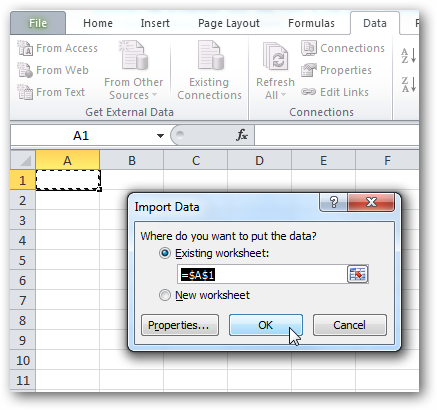 File Home Insert Page Layout Formulas Data
From Access
From Web
From Text
From Other
Sources
Existing
Connections
Get External Data
Refresh
All
Connections
Properties
Edit Links
Connections
A
Z
Z
A
A1 fx
A B C D E F
1
2
3
4
5
6
7
8
9
10
11
Import Data ?
Where do you want to put the data?
Existing worksheet:
=$A$1
New worksheet
Properties... OK Cancel